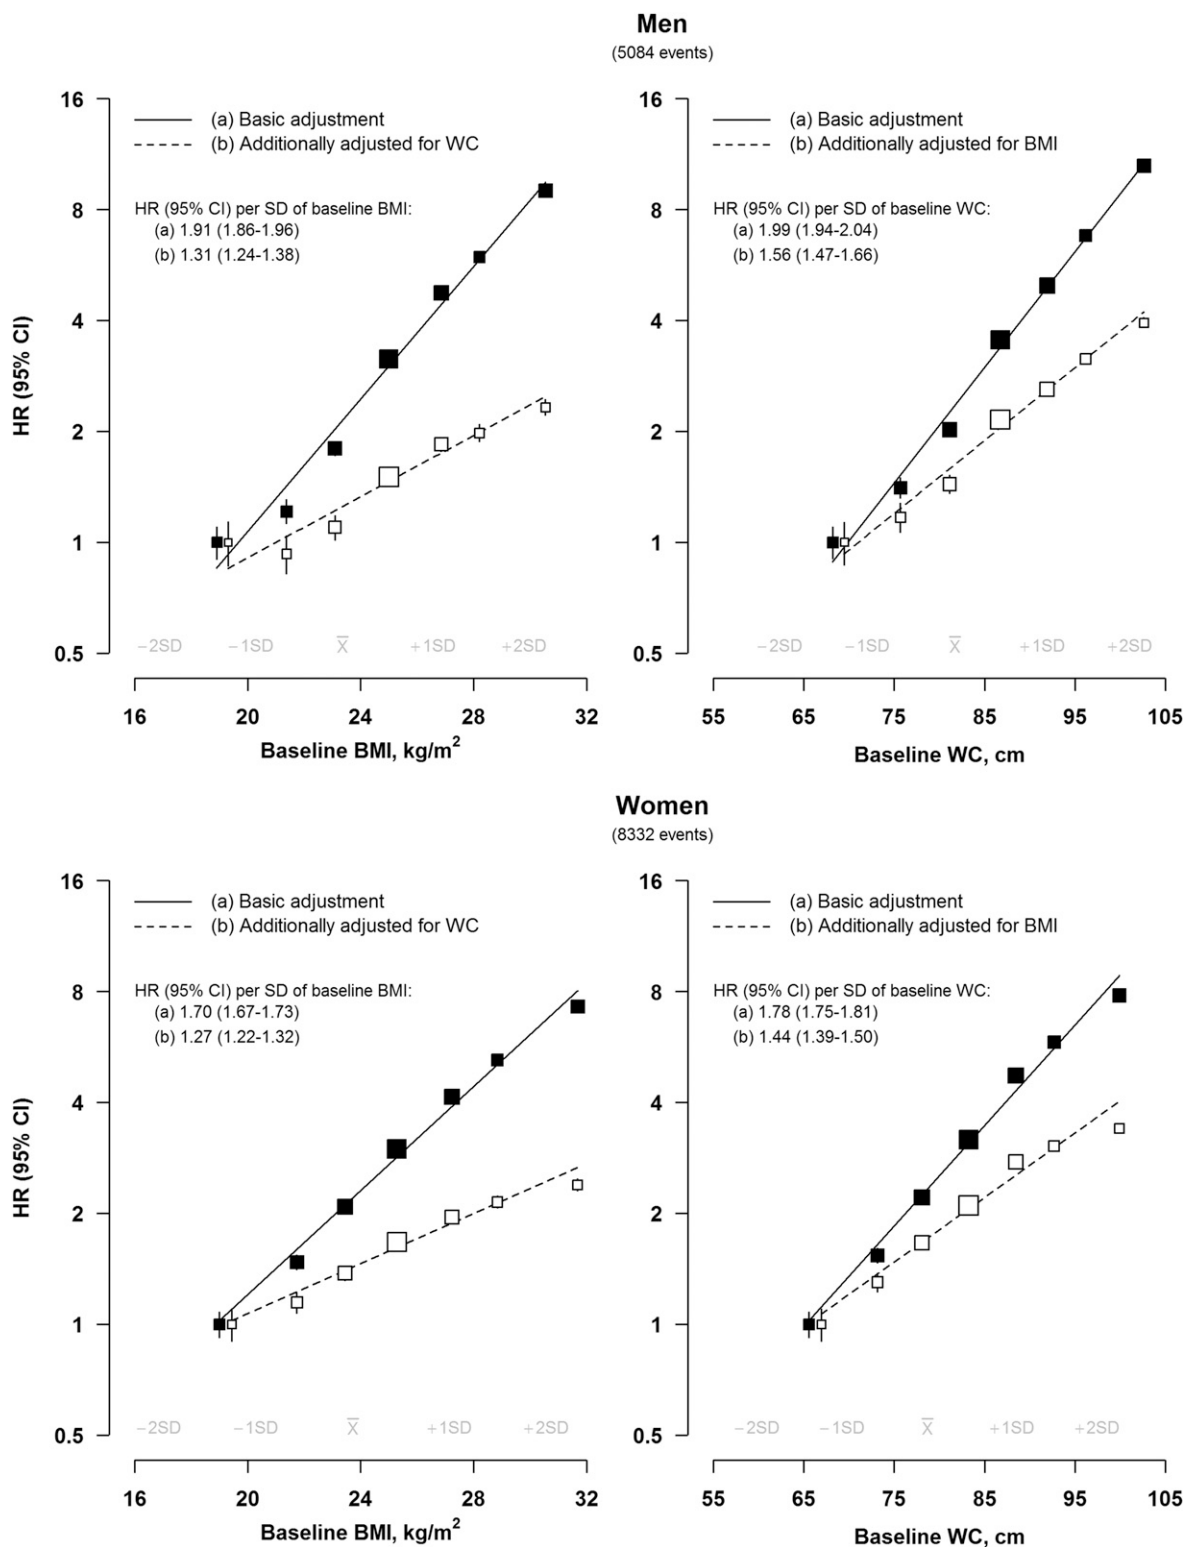 Men
(5084 events)
16
8
4
2
1
0.5
HR (95% CI)
(a) Basic adjustment
(b) Additionally adjusted for WC
HR (95% CI) per SD of baseline BMI:
(a) 1.91 (1.86-1.96)
(b) 1.31 (1.24-1.38)
−2SD −1SD X̄ +1SD +2SD
16 20 24 28 32
Baseline BMI, kg/m²
16
8
4
2
1
0.5
(a) Basic adjustment
(b) Additionally adjusted for BMI
HR (95% CI) per SD of baseline WC:
(a) 1.99 (1.94-2.04)
(b) 1.56 (1.47-1.66)
−2SD −1SD X̄ +1SD +2SD
55 65 75 85 95 105
Baseline WC, cm
Women
(8332 events)
16
8
4
2
1
0.5
HR (95% CI)
(a) Basic adjustment
(b) Additionally adjusted for WC
HR (95% CI) per SD of baseline BMI:
(a) 1.70 (1.67-1.73)
(b) 1.27 (1.22-1.32)
−2SD −1SD X̄ +1SD +2SD
16 20 24 28 32
Baseline BMI, kg/m²
16
8
4
2
1
0.5
(a) Basic adjustment
(b) Additionally adjusted for BMI
HR (95% CI) per SD of baseline WC:
(a) 1.78 (1.75-1.81)
(b) 1.44 (1.39-1.50)
−2SD −1SD X̄ +1SD +2SD
55 65 75 85 95 105
Baseline WC, cm